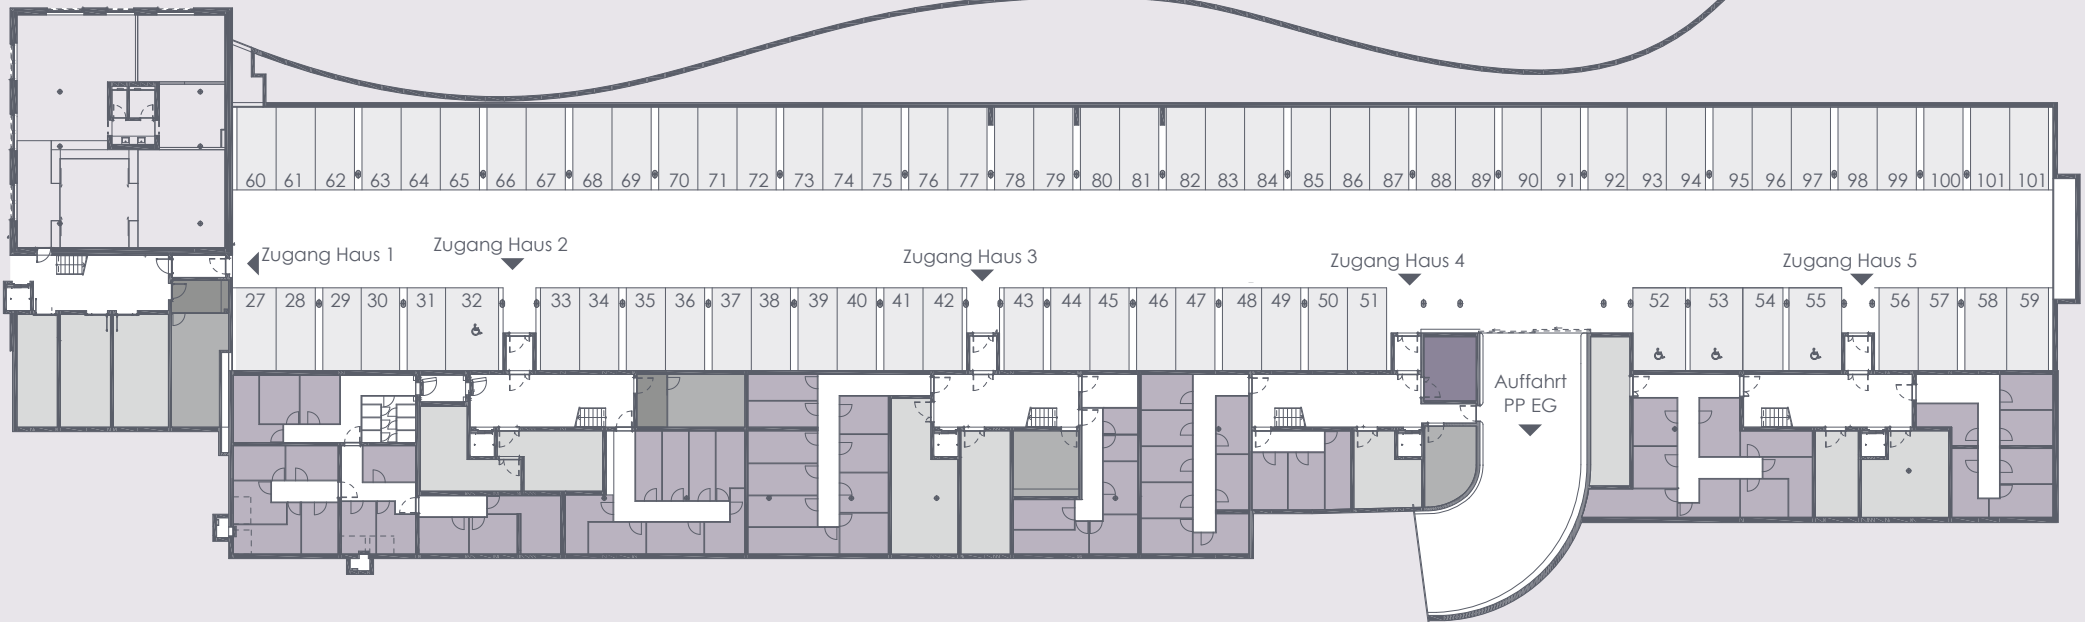 60 61 62 63 64 65 66 67 68 69 70 71 72 73 74 75 76 77 78 79 80 81 82 83 84 85 86 87 88 89 90 91 92 93 94 95 96 97 98 99 100 101 101
Zugang Haus 1
Zugang Haus 2
Zugang Haus 3
Zugang Haus 4
Zugang Haus 5
27 28 29 30 31 32 33 34 35 36 37 38 39 40 41 42 43 44 45 46 47 48 49 50 51 52 53 54 55 56 57 58 59
Auffahrt
PP EG